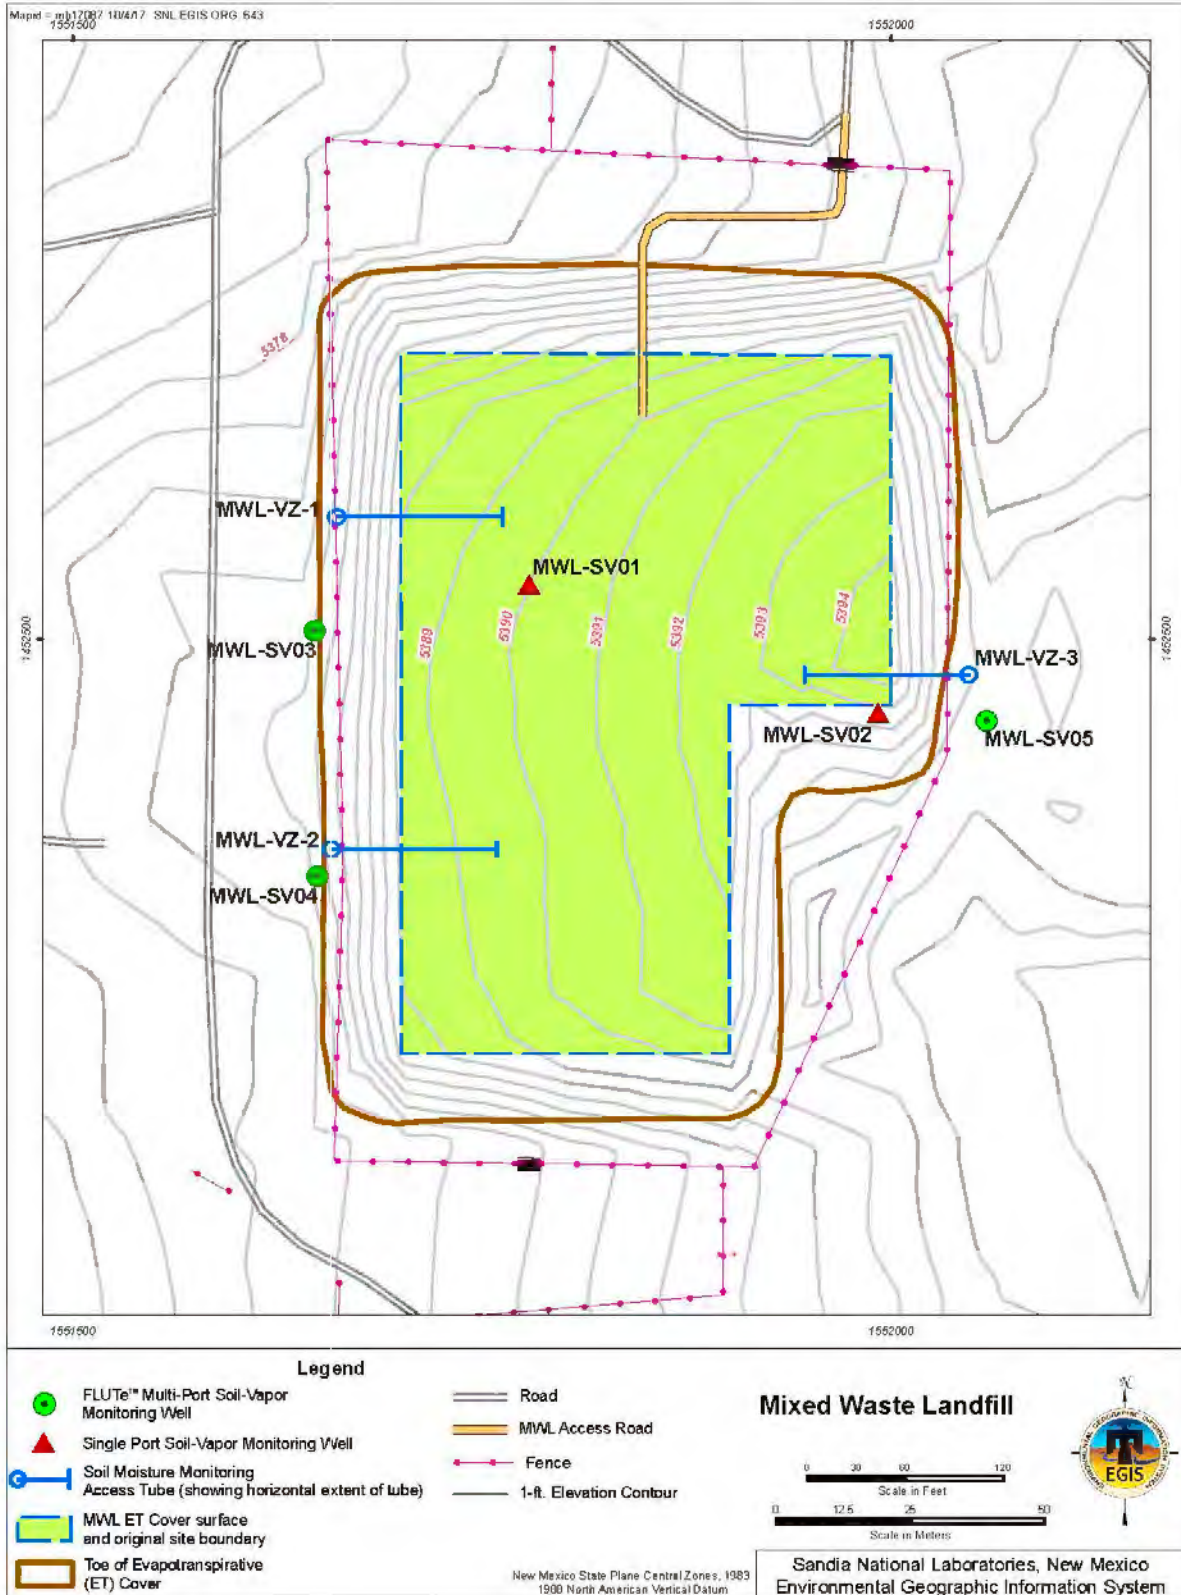 MapId = mb17087 10/4/17 SNL EGIS ORG. 643
1551500
1552000
5378
MWL-VZ-1
MWL-SV01
1452500
1452500
MWL-SV03
5389
5390
5391
5392
5393
5394
MWL-VZ-3
MWL-SV02
MWL-SV05
MWL-VZ-2
MWL-SV04
1551500
1552000
Legend
FLUTe™ Multi-Port Soil-Vapor
Monitoring Well
Single Port Soil-Vapor Monitoring Well
Soil Moisture Monitoring
Access Tube (showing horizontal extent of tube)
MWL ET Cover surface
and original site boundary
Toe of Evapotranspirative
(ET) Cover
Road
MWL Access Road
Fence
1-ft. Elevation Contour
New Mexico State Plane Central Zones, 1983
1988 North American Vertical Datum
Mixed Waste Landfill
0 30 60 120
Scale in Feet
0 12.5 25 50
Scale in Meters
N
ENVIRONMENTAL GEOGRAPHIC INFORMATION SYSTEM
EGIS
Sandia National Laboratories, New Mexico
Environmental Geographic Information System